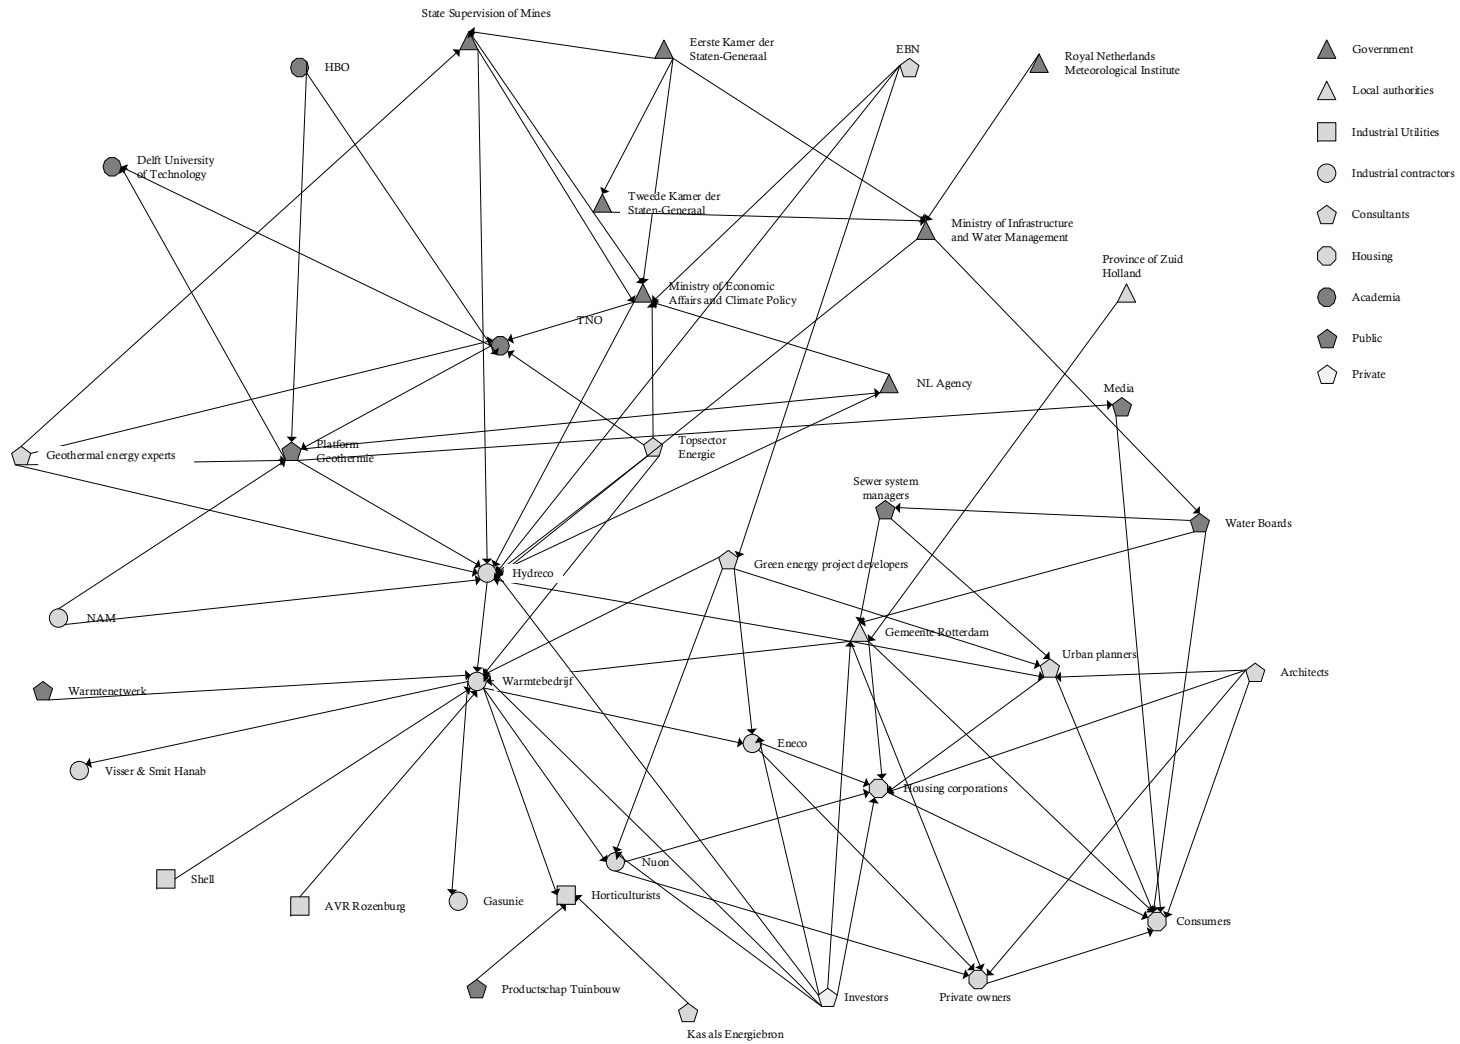 State Supervision of Mines
Eerste Kamer der
Staten-Generaal
EBN
Royal Netherlands
Meteorological Institute
HBO
Delft University
of Technology
Tweede Kamer der
Staten-Generaal
Ministry of Infrastructure
and Water Management
Province of Zuid
Holland
Ministry of Economic
Affairs and Climate Policy
TNO
NL Agency
Media
Platform
Geothermie
Geothermal energy experts
Topsector
Energie
Sewer system
managers
Water Boards
Hydreco
Green energy project developers
NAM
Gemeente Rotterdam
Urban planners
Architects
Warmtebedrijf
Warmtenetwerk
Visser & Smit Hanab
Eneco
Housing corporations
Nuon
Shell
AVR Rozenburg
Gasunie
Horticulturists
Consumers
Productschap Tuinbouw
Investors
Private owners
Kas als Energiebron
Government
Local authorities
Industrial Utilities
Industrial contractors
Consultants
Housing
Academia
Public
Private